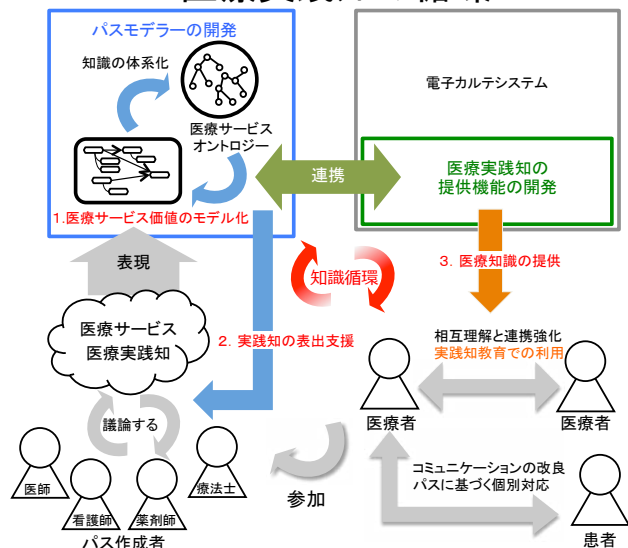 パスモデラーの開発
知識の体系化
医療サービス
オントロジー
1.医療サービス価値のモデル化
電子カルテシステム
医療実践知の
提供機能の開発
連携
表現
知識循環
3. 医療知識の提供
医療サービス
医療実践知
2. 実践知の表出支援
相互理解と連携強化
実践知教育での利用
医療者
医療者
議論する
医師
看護師
薬剤師
療法士
パス作成者
参加
コミュニケーションの改良
パスに基づく個別対応
患者